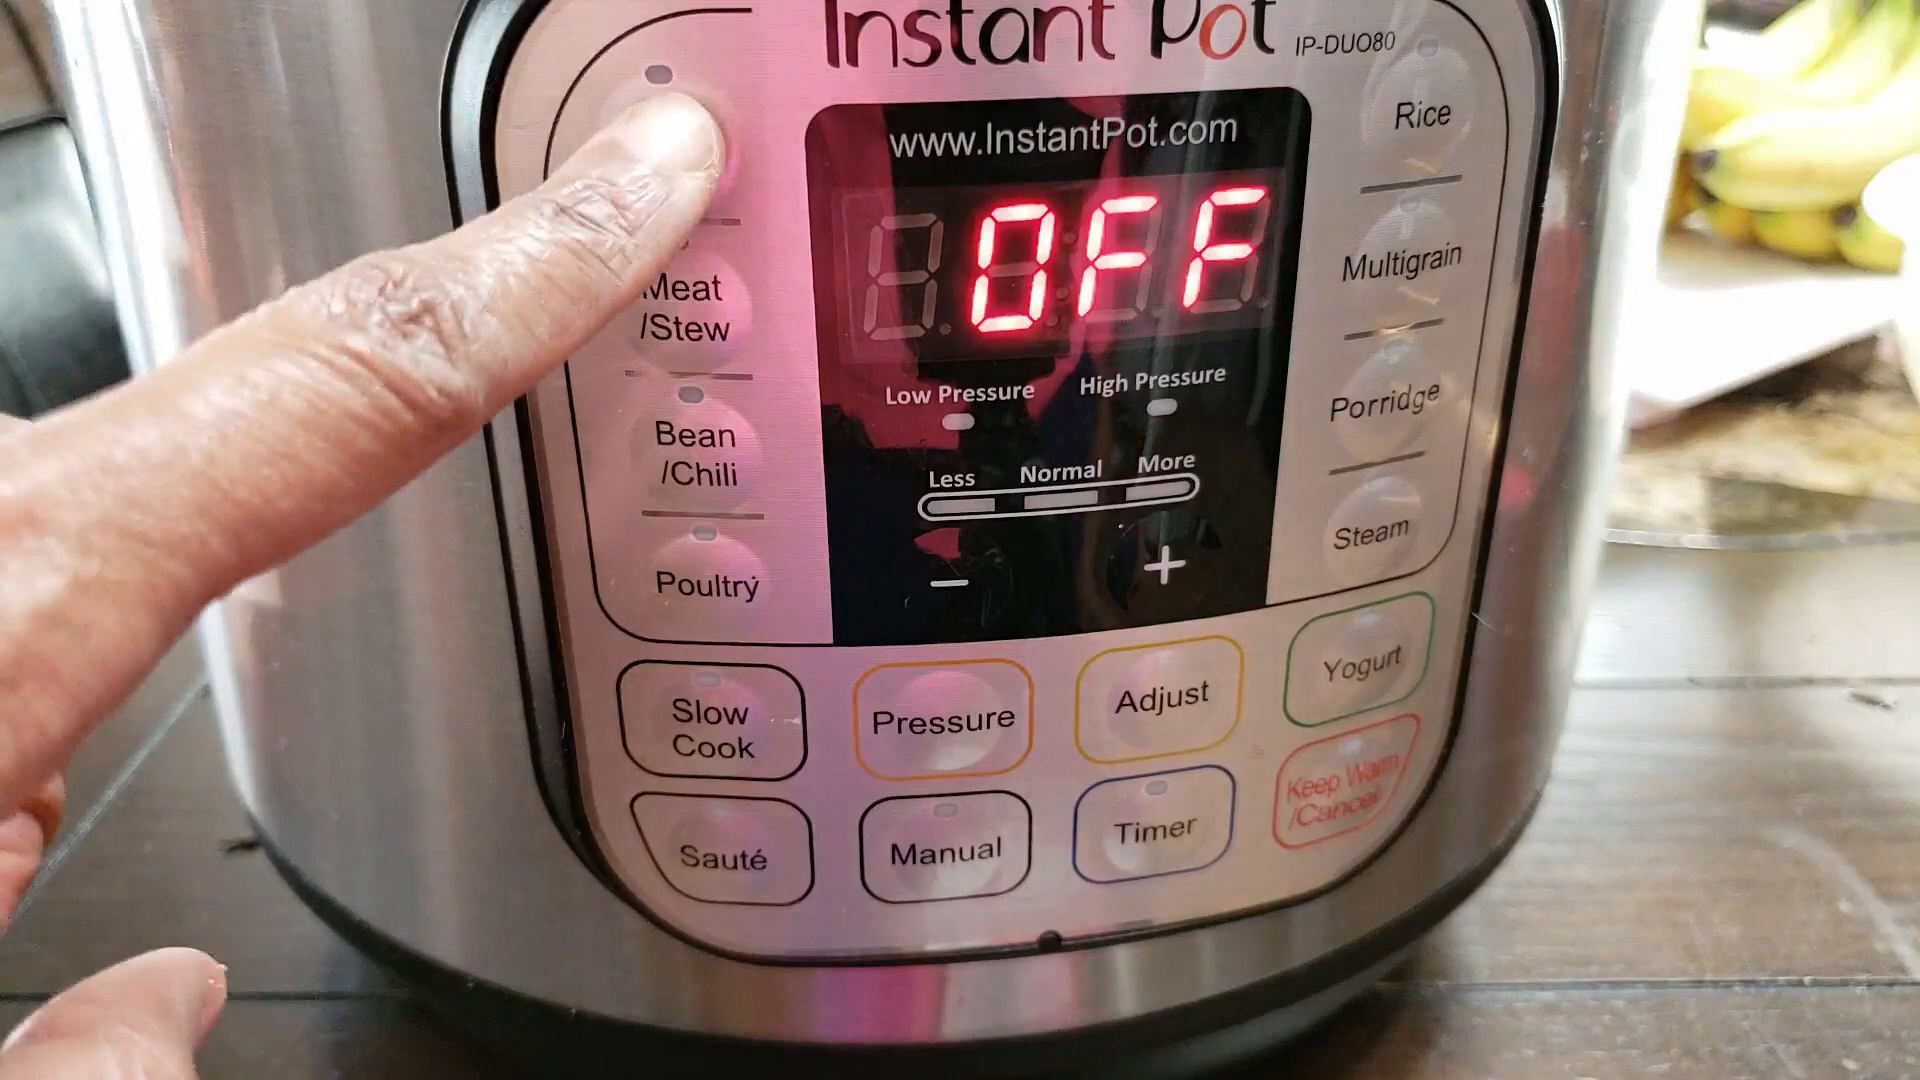 Instant Pot IP-DUO80
www.InstantPot.com
OFF
Low Pressure
High Pressure
Less
Normal
More
−
+
Meat
/Stew
Bean
/Chili
Poultry
Rice
Multigrain
Porridge
Steam
Slow
Cook
Pressure
Adjust
Yogurt
Sauté
Manual
Timer
Keep Warm
/Cancel